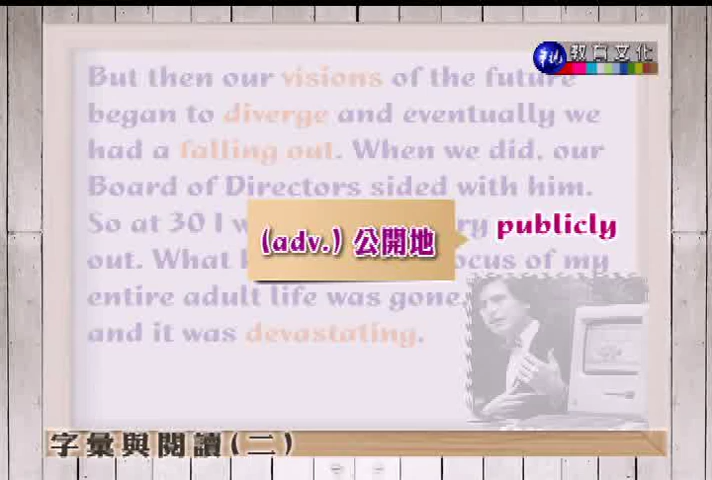 教育文化
But then our visions of the future
began to diverge and eventually we
had a falling out. When we did, our
Board of Directors sided with him.
So at 30 I publicly
(adv.) 公開地
out. What of my
entire adult life was gone,
and it was devastating.
字彙與閱讀(二)